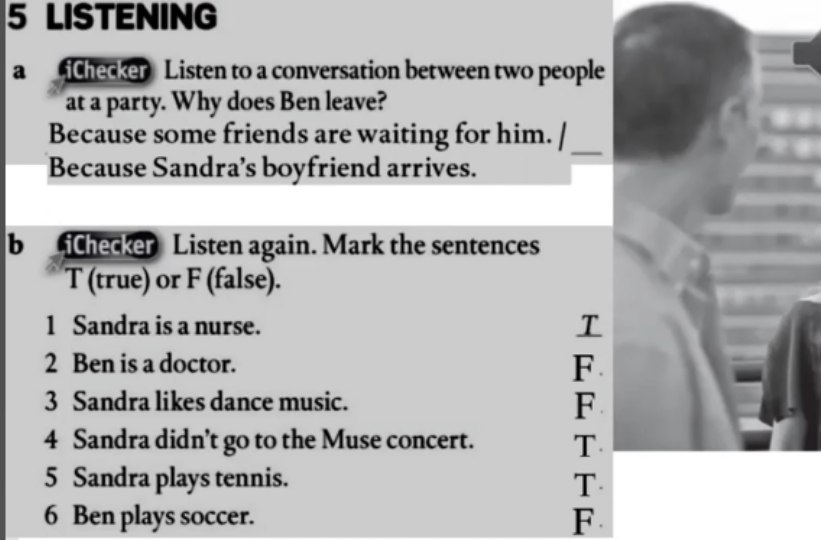 5 LISTENING
a iChecker Listen to a conversation between two people
at a party. Why does Ben leave?
Because some friends are waiting for him. / __
Because Sandra's boyfriend arrives.
b iChecker Listen again. Mark the sentences
T (true) or F (false).
1 Sandra is a nurse. T
2 Ben is a doctor. F
3 Sandra likes dance music. F
4 Sandra didn't go to the Muse concert. T
5 Sandra plays tennis. T
6 Ben plays soccer. F